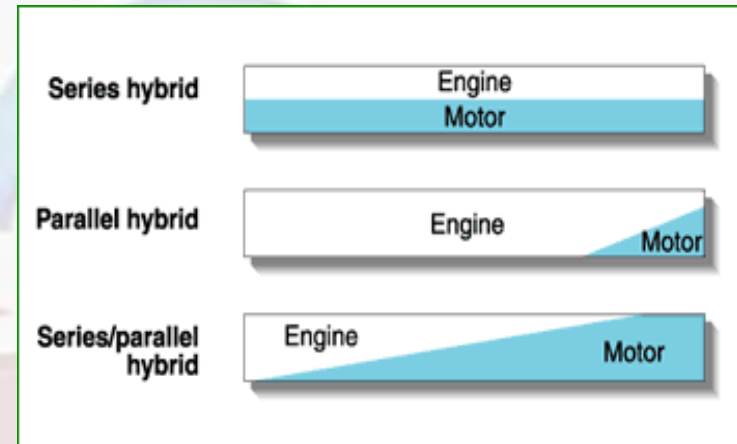 Series hybrid
Engine
Motor
Parallel hybrid
Engine
Motor
Series/parallel
hybrid
Engine
Motor